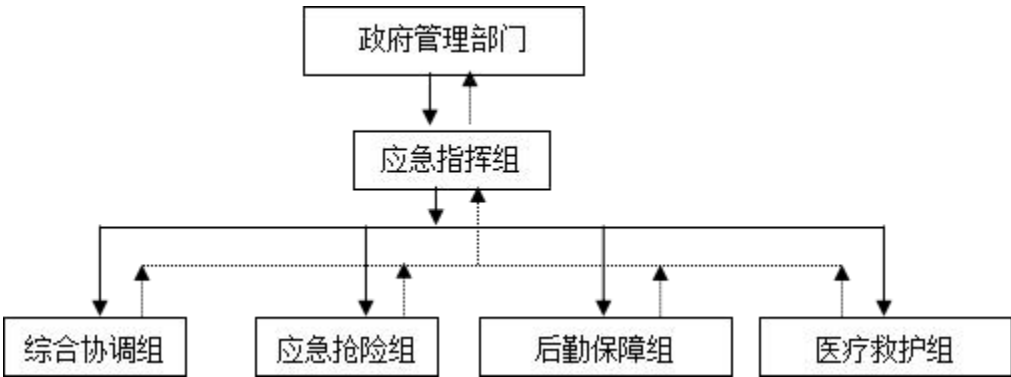 政府管理部门
应急指挥组
综合协调组
应急抢险组
后勤保障组
医疗救护组